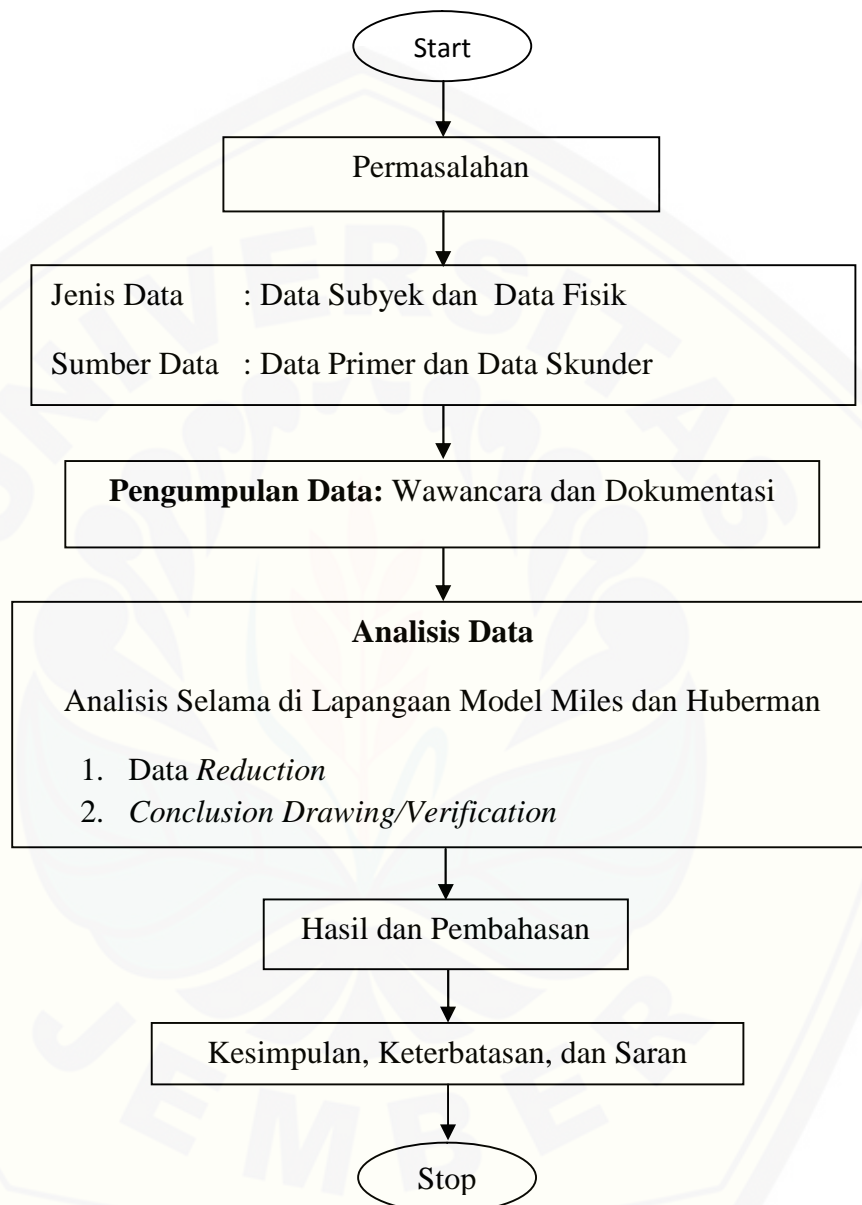 Start
Permasalahan
Jenis Data : Data Subyek dan Data Fisik
Sumber Data : Data Primer dan Data Skunder
Pengumpulan Data: Wawancara dan Dokumentasi
Analisis Data
Analisis Selama di Lapangaan Model Miles dan Huberman
1. Data Reduction
2. Conclusion Drawing/Verification
Hasil dan Pembahasan
Kesimpulan, Keterbatasan, dan Saran
Stop
UNIVERSITAS
JEMBER